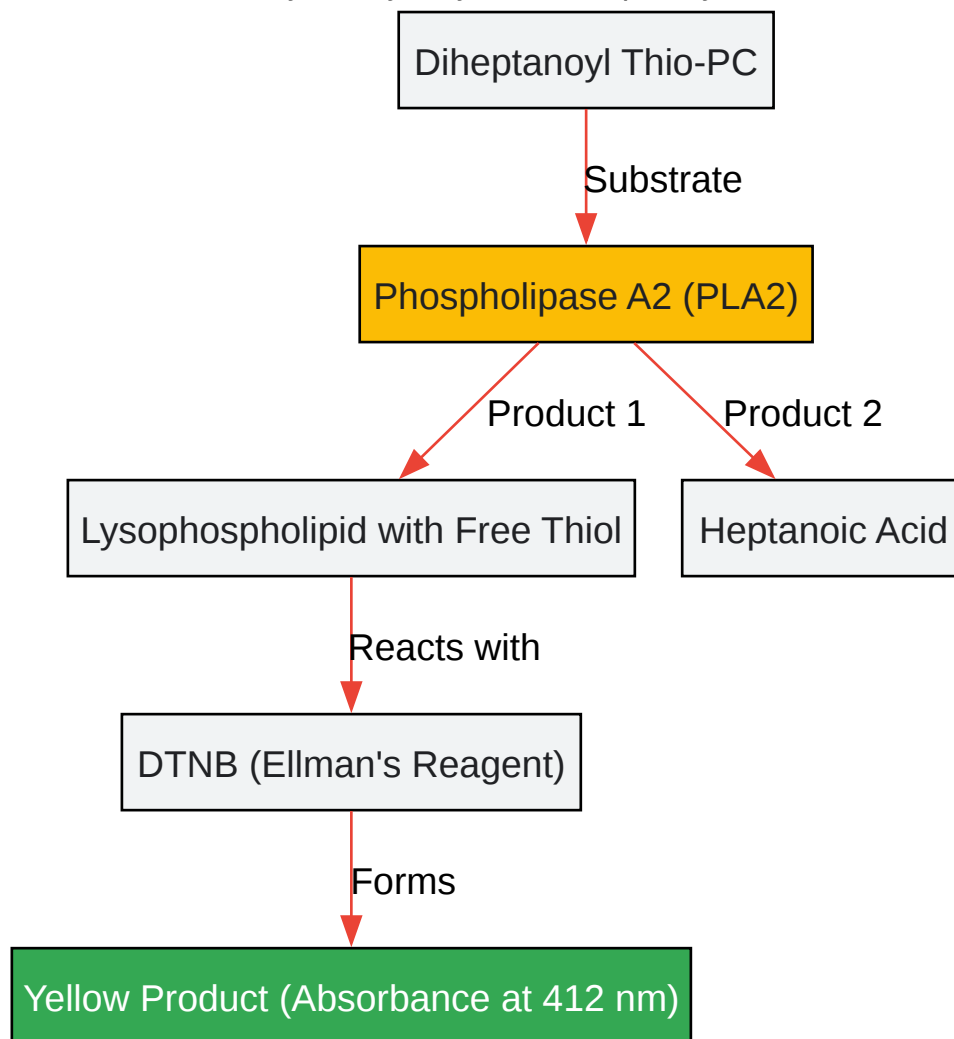 Diheptanoyl Thio-PC
Substrate
Phospholipase A2 (PLA2)
Product 1
Product 2
Lysophospholipid with Free Thiol
Heptanoic Acid
Reacts with
DTNB (Ellman's Reagent)
Forms
Yellow Product (Absorbance at 412 nm)